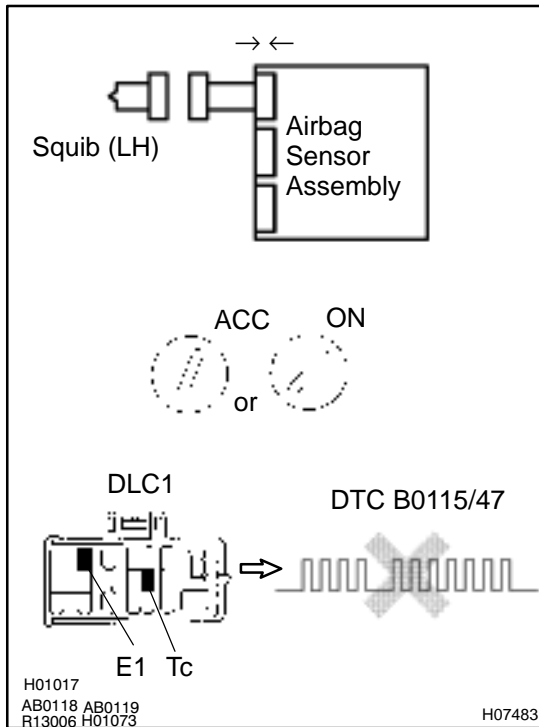 Squib (LH)
Airbag
Sensor
Assembly
ACC
ON
or
DLC1
DTC B0115/47
E1
Tc
H01017
AB0118 AB0119
R13006 H01073
H07483